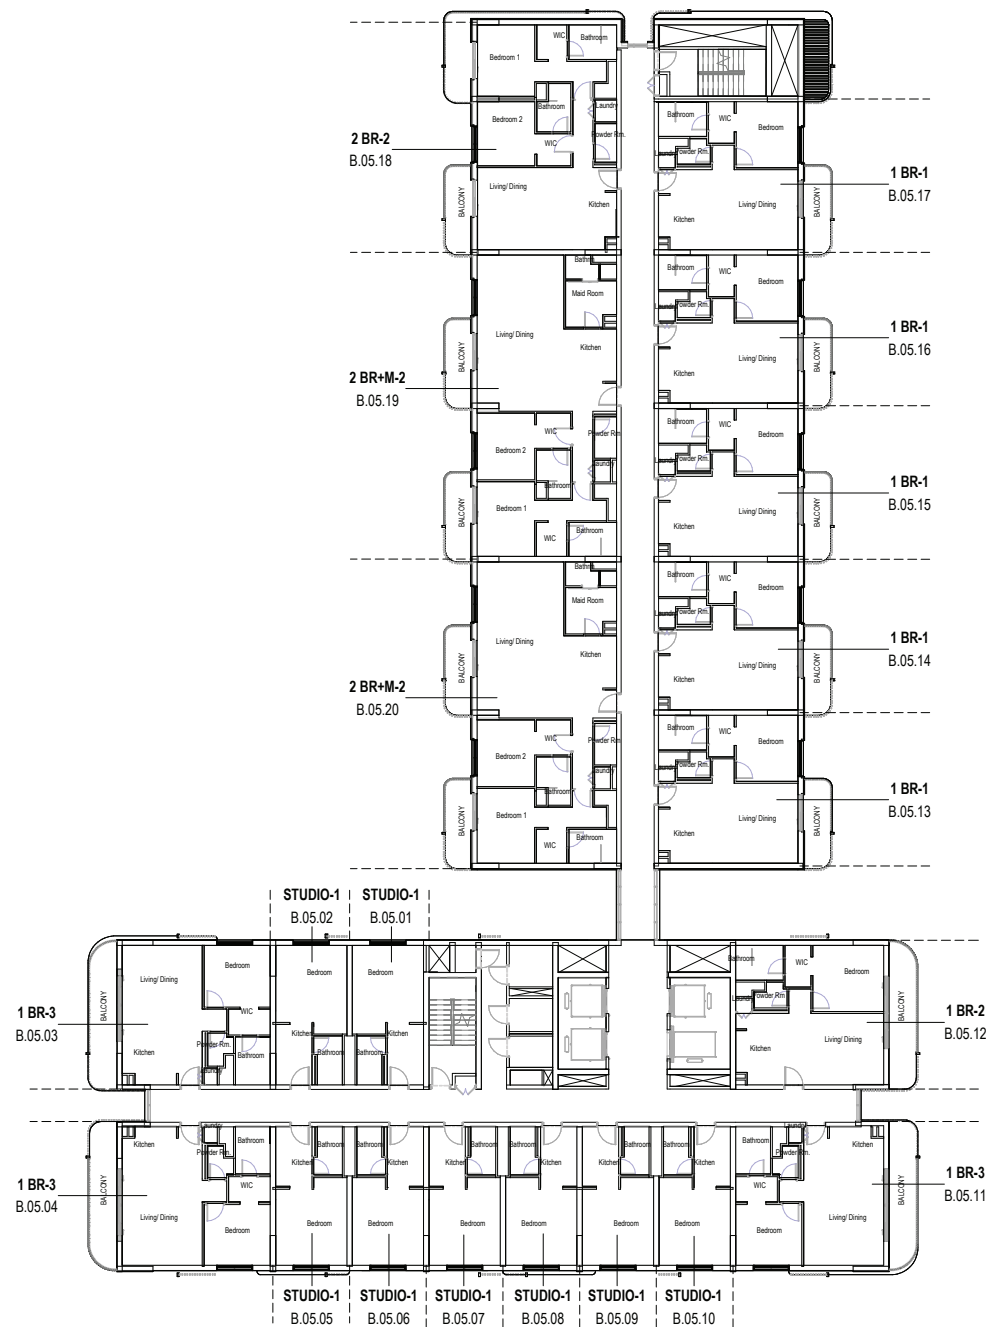 WIC
Bathroom
Bedroom 1
Bathroom
Laundry
Bedroom 2
Powder Rm.
WIC
2 BR-2
B.05.18
Living/ Dining
Kitchen
BALCONY
Bathroom
WIC
Bedroom
Powder Rm.
1 BR-1
B.05.17
Living/ Dining
Kitchen
BALCONY
Maid Room
Living/ Dining
Kitchen
BALCONY
2 BR+M-2
B.05.19
WIC
Powder Rm
Bedroom 2
Laundry
Bathroom
Bedroom 1
WIC
Bathroom
BALCONY
Bathroom
WIC
Bedroom
Powder Rm.
1 BR-1
B.05.16
Living/ Dining
Kitchen
BALCONY
Bathroom
WIC
Bedroom
Powder Rm.
1 BR-1
B.05.15
Living/ Dining
Kitchen
BALCONY
Maid Room
Living/ Dining
Kitchen
BALCONY
2 BR+M-2
B.05.20
WIC
Powder Rm
Bedroom 2
Laundry
Bathroom
Bedroom 1
WIC
Bathroom
BALCONY
Bathroom
WIC
Bedroom
Powder Rm.
1 BR-1
B.05.14
Living/ Dining
Kitchen
BALCONY
Bathroom
WIC
Bedroom
Powder Rm.
1 BR-1
B.05.13
Living/ Dining
Kitchen
BALCONY
STUDIO-1
B.05.02
STUDIO-1
B.05.01
Living/ Dining
Bedroom
BALCONY
WIC
1 BR-3
B.05.03
Kitchen
Powder Rm.
Bathroom
Laundry
Bedroom
Kitchen
Bathroom
Bedroom
Kitchen
Bathroom
Bathroom
WIC
Bedroom
Powder Rm
BALCONY
1 BR-2
B.05.12
Living/ Dining
Kitchen
Kitchen
Laundry
Powder Rm.
Bathroom
WIC
1 BR-3
B.05.04
BALCONY
Living/ Dining
Bedroom
Kitchen
Bathroom
Bedroom
Bathroom
Kitchen
Bedroom
Kitchen
Bathroom
Bedroom
Bathroom
Kitchen
Bedroom
Kitchen
Bathroom
Bedroom
Bathroom
Kitchen
Bedroom
Bathroom
Laundry
Kitchen
Powder Rm.
WIC
1 BR-3
B.05.11
BALCONY
Living/ Dining
Bedroom
STUDIO-1
B.05.05
STUDIO-1
B.05.06
STUDIO-1
B.05.07
STUDIO-1
B.05.08
STUDIO-1
B.05.09
STUDIO-1
B.05.10